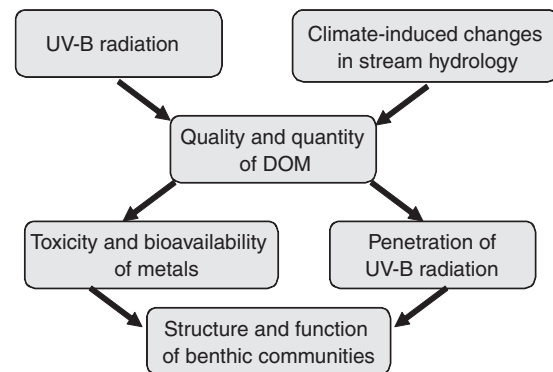 UV-B radiation
Climate-induced changes
in stream hydrology
Quality and quantity
of DOM
Toxicity and bioavailability
of metals
Penetration of
UV-B radiation
Structure and function
of benthic communities